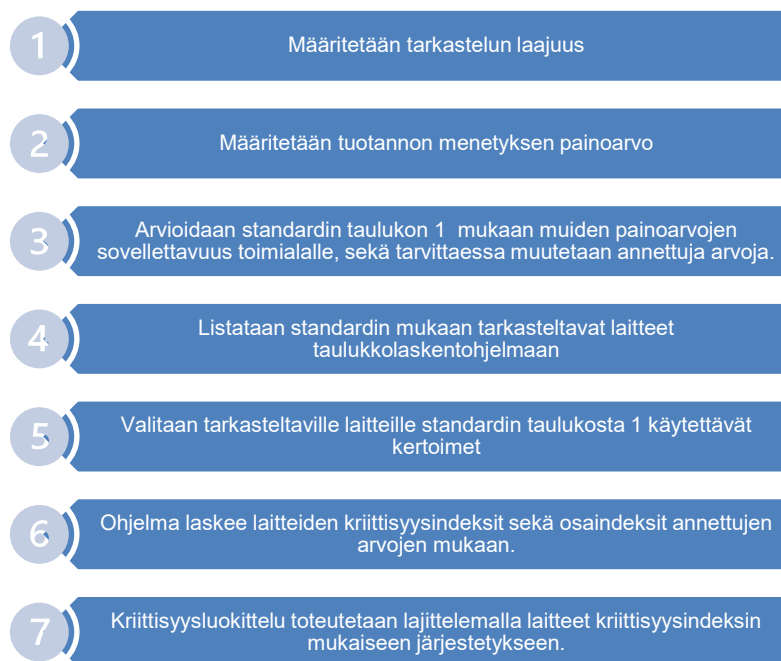 1
Määritetään tarkastelun laajuus
2
Määritetään tuotannon menetyksen painoarvo
3
Arvioidaan standardin taulukon 1 mukaan muiden painoarvojen
sovellettavuus toimialalle, sekä tarvittaessa muutetaan annettuja arvoja.
4
Listataan standardin mukaan tarkasteltavat laitteet
taulukkolaskentohjelmaan
5
Valitaan tarkasteltaville laitteille standardin taulukosta 1 käytettävät
kertoimet
6
Ohjelma laskee laitteiden kriittisyysindeksit sekä osaindeksit annettujen
arvojen mukaan.
7
Kriittisyysluokittelu toteutetaan lajittelemalla laitteet kriittisyysindeksin
mukaiseen järjestetykseen.